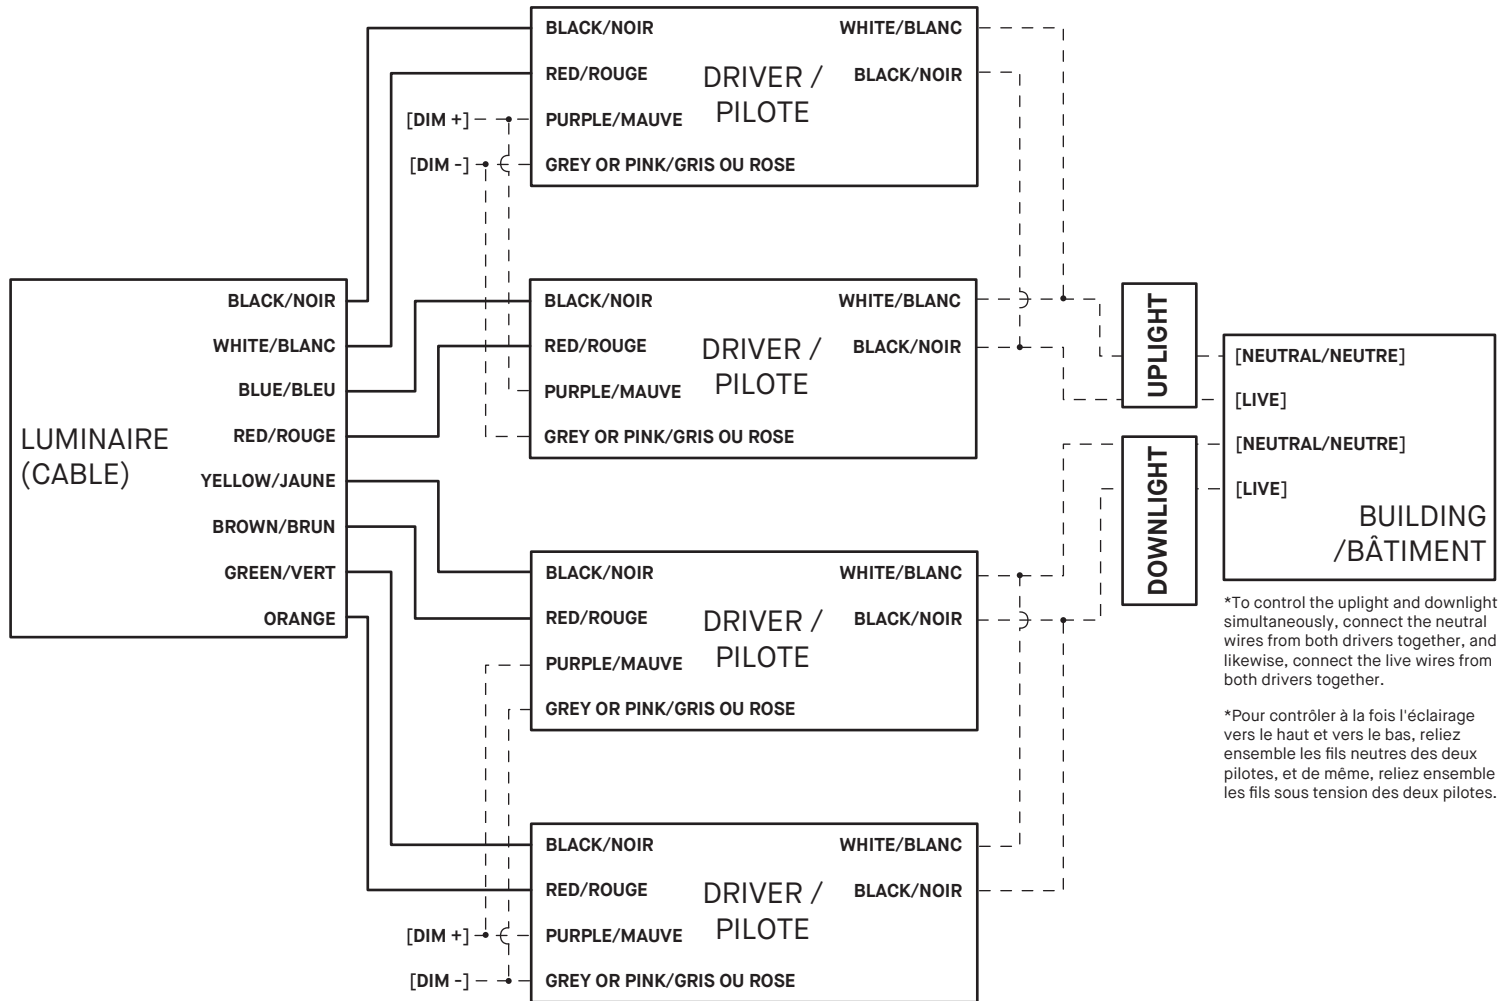 BLACK/NOIR
WHITE/BLANC
RED/ROUGE
DRIVER /
PILOTE
BLACK/NOIR
[DIM +]
PURPLE/MAUVE
[DIM -]
GREY OR PINK/GRIS OU ROSE
LUMINAIRE
(CABLE)
BLACK/NOIR
WHITE/BLANC
BLUE/BLEU
RED/ROUGE
YELLOW/JAUNE
BROWN/BRUN
GREEN/VERT
ORANGE
BLACK/NOIR
WHITE/BLANC
RED/ROUGE
DRIVER /
PILOTE
BLACK/NOIR
PURPLE/MAUVE
GREY OR PINK/GRIS OU ROSE
UPLIGHT
DOWNLIGHT
[NEUTRAL/NEUTRE]
[LIVE]
[NEUTRAL/NEUTRE]
[LIVE]
BUILDING
/BÂTIMENT
BLACK/NOIR
WHITE/BLANC
RED/ROUGE
DRIVER /
PILOTE
BLACK/NOIR
PURPLE/MAUVE
GREY OR PINK/GRIS OU ROSE
*To control the uplight and downlight
simultaneously, connect the neutral
wires from both drivers together, and
likewise, connect the live wires from
both drivers together.
*Pour contrôler à la fois l'éclairage
vers le haut et vers le bas, reliez
ensemble les fils neutres des deux
pilotes, et de même, reliez ensemble
les fils sous tension des deux pilotes.
BLACK/NOIR
WHITE/BLANC
RED/ROUGE
DRIVER /
PILOTE
BLACK/NOIR
[DIM +]
PURPLE/MAUVE
[DIM -]
GREY OR PINK/GRIS OU ROSE